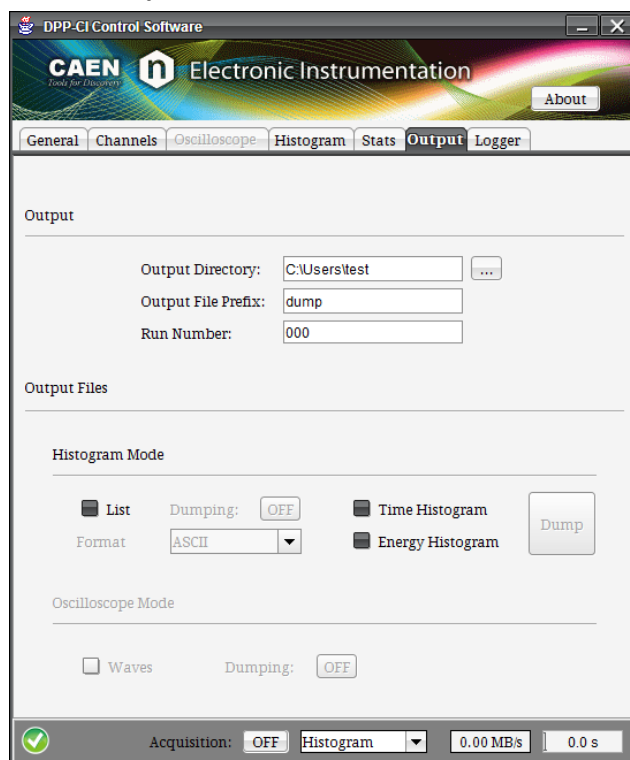 DPP-CI Control Software
CAEN n Electronic Instrumentation
Tools for Discovery
About
General Channels Oscilloscope Histogram Stats Output Logger
Output
Output Directory: C:\Users\test ...
Output File Prefix: dump
Run Number: 000
Output Files
Histogram Mode
List Dumping: OFF Time Histogram
Dump
Format ASCII Energy Histogram
Oscilloscope Mode
Waves Dumping: OFF
Acquisition: OFF Histogram 0.00 MB/s 0.0 s